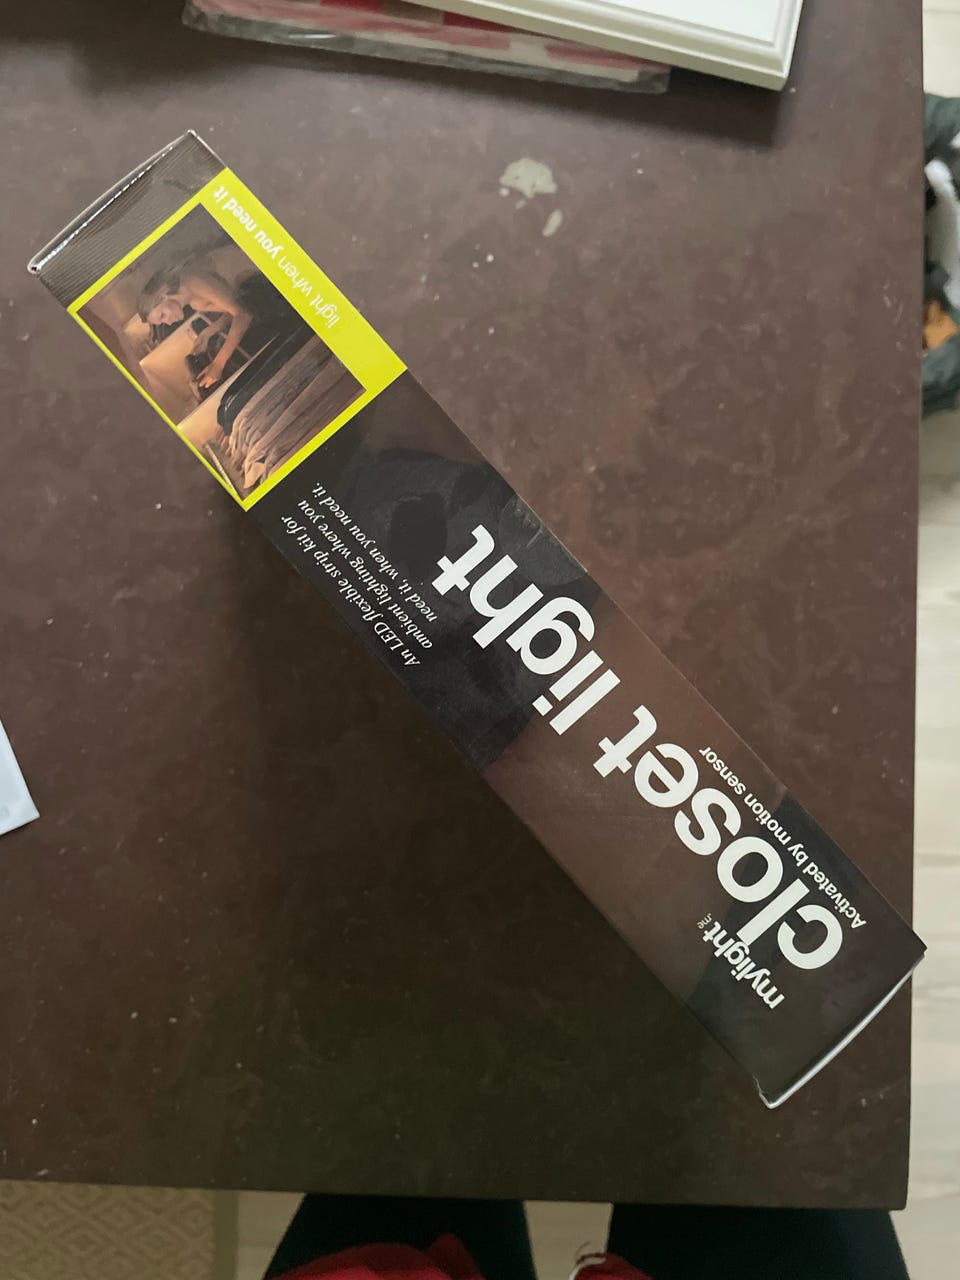 mylight
closet light
Activated by motion sensor
An LED flexible strip kit for
ambient lighting where you
need it, when you need it.
light when you need it